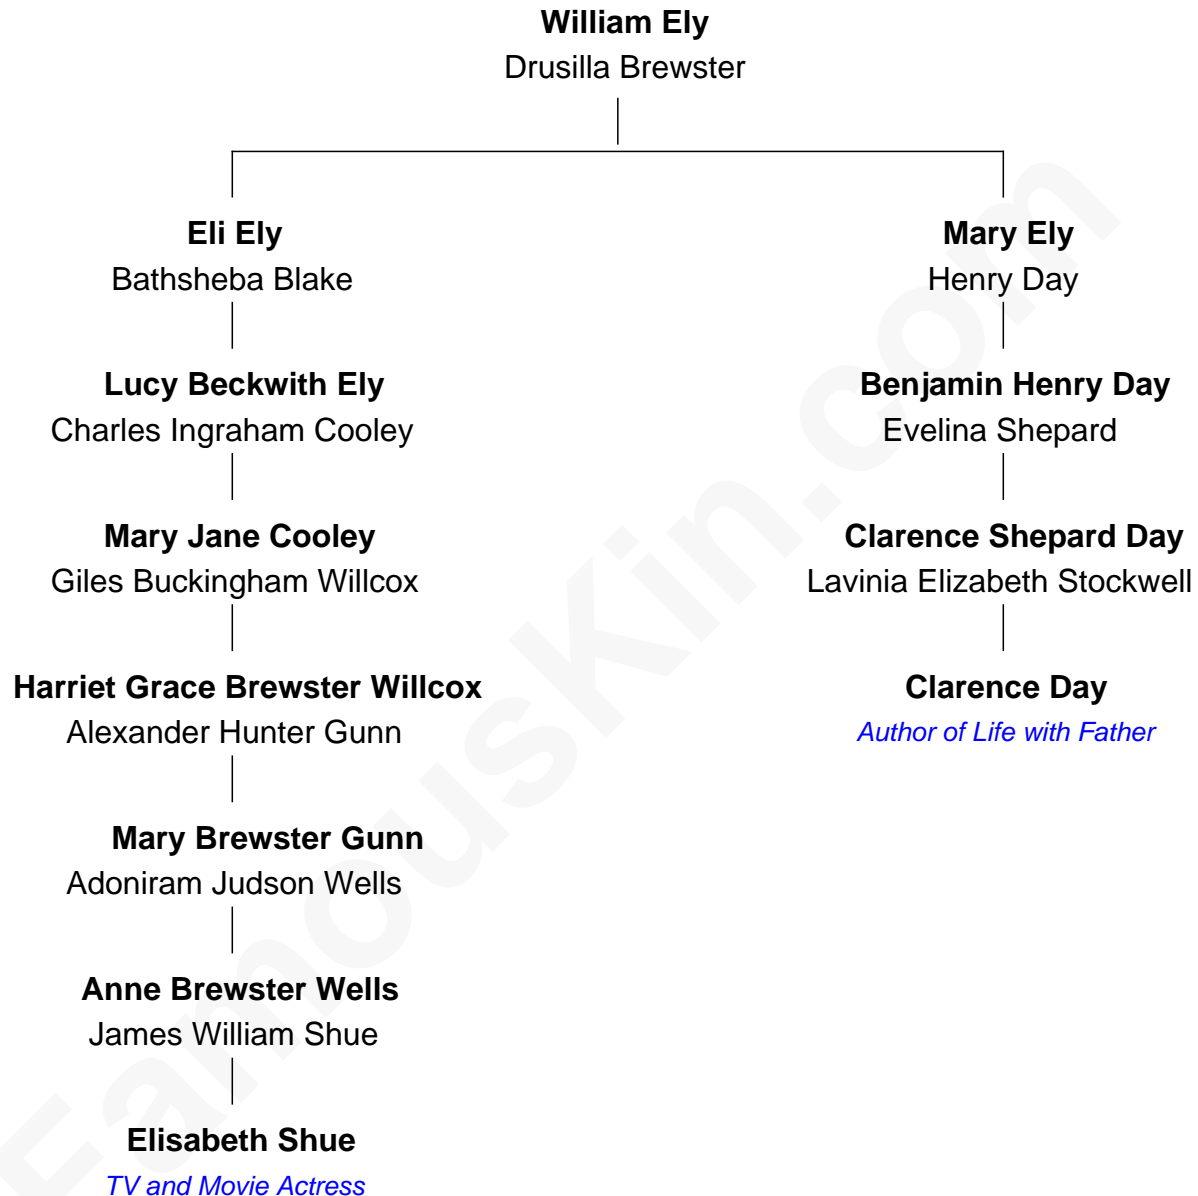 William Ely
Drusilla Brewster
Eli Ely
Bathsheba Blake
Mary Ely
Henry Day
Lucy Beckwith Ely
Charles Ingraham Cooley
Benjamin Henry Day
Evelina Shepard
Mary Jane Cooley
Giles Buckingham Willcox
Clarence Shepard Day
Lavinia Elizabeth Stockwell
Harriet Grace Brewster Willcox
Alexander Hunter Gunn
Clarence Day
Author of Life with Father
Mary Brewster Gunn
Adoniram Judson Wells
Anne Brewster Wells
James William Shue
Elisabeth Shue
TV and Movie Actress
FamousKin.com